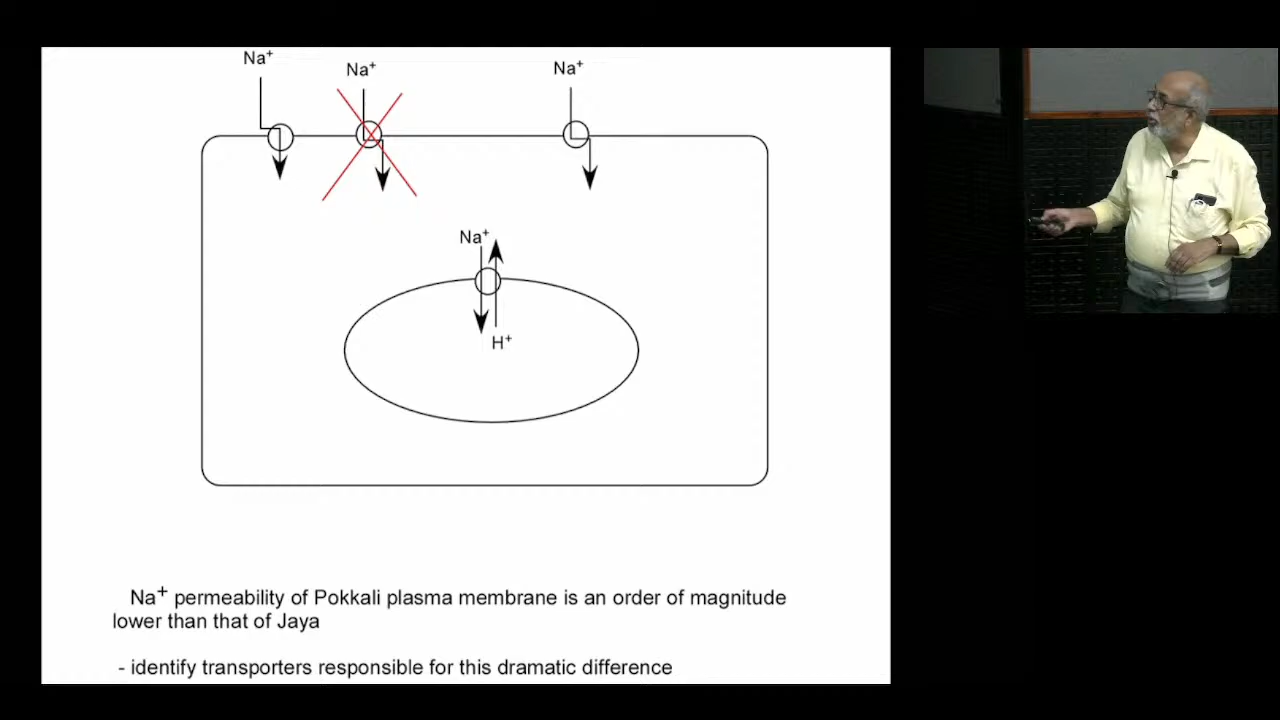 Na⁺
Na⁺
Na⁺
Na⁺
H⁺
Na⁺ permeability of Pokkali plasma membrane is an order of magnitude
lower than that of Jaya
- identify transporters responsible for this dramatic difference